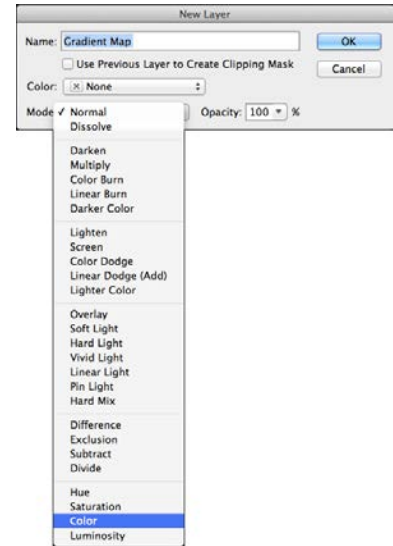 New Layer
Name: Gradient Map
OK
Use Previous Layer to Create Clipping Mask
Cancel
Color: None
Mode ✓ Normal Opacity: 100 %
Dissolve
Darken
Multiply
Color Burn
Linear Burn
Darker Color
Lighten
Screen
Color Dodge
Linear Dodge (Add)
Lighter Color
Overlay
Soft Light
Hard Light
Vivid Light
Linear Light
Pin Light
Hard Mix
Difference
Exclusion
Subtract
Divide
Hue
Saturation
Color
Luminosity